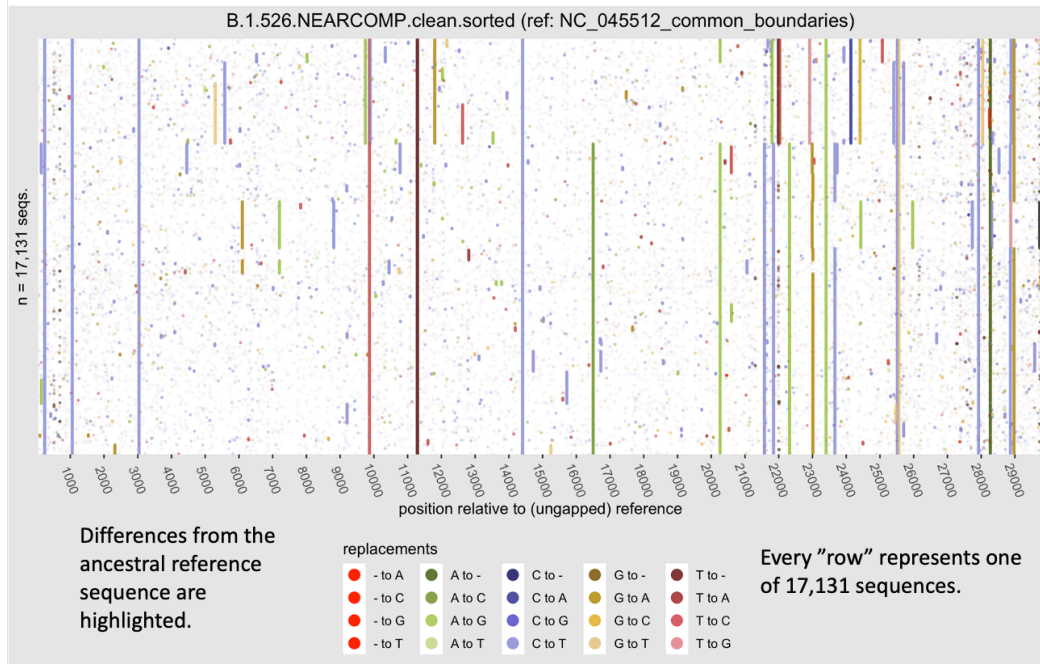 B.1.526.NEARCOMP.clean.sorted (ref: NC_045512_common_boundaries)
n = 17,131 seqs.
1000 2000 3000 4000 5000 6000 7000 8000 9000 10000 11000 12000 13000 14000 15000 16000 17000 18000 19000 20000 21000 22000 23000 24000 25000 26000 27000 28000 29000
position relative to (ungapped) reference
Differences from the
ancestral reference
sequence are
highlighted.
replacements
- to A A to - C to - G to - T to -
- to C A to C C to A G to A T to A
- to G A to G C to G G to C T to C
- to T A to T C to T G to T T to G
Every ”row” represents one
of 17,131 sequences.